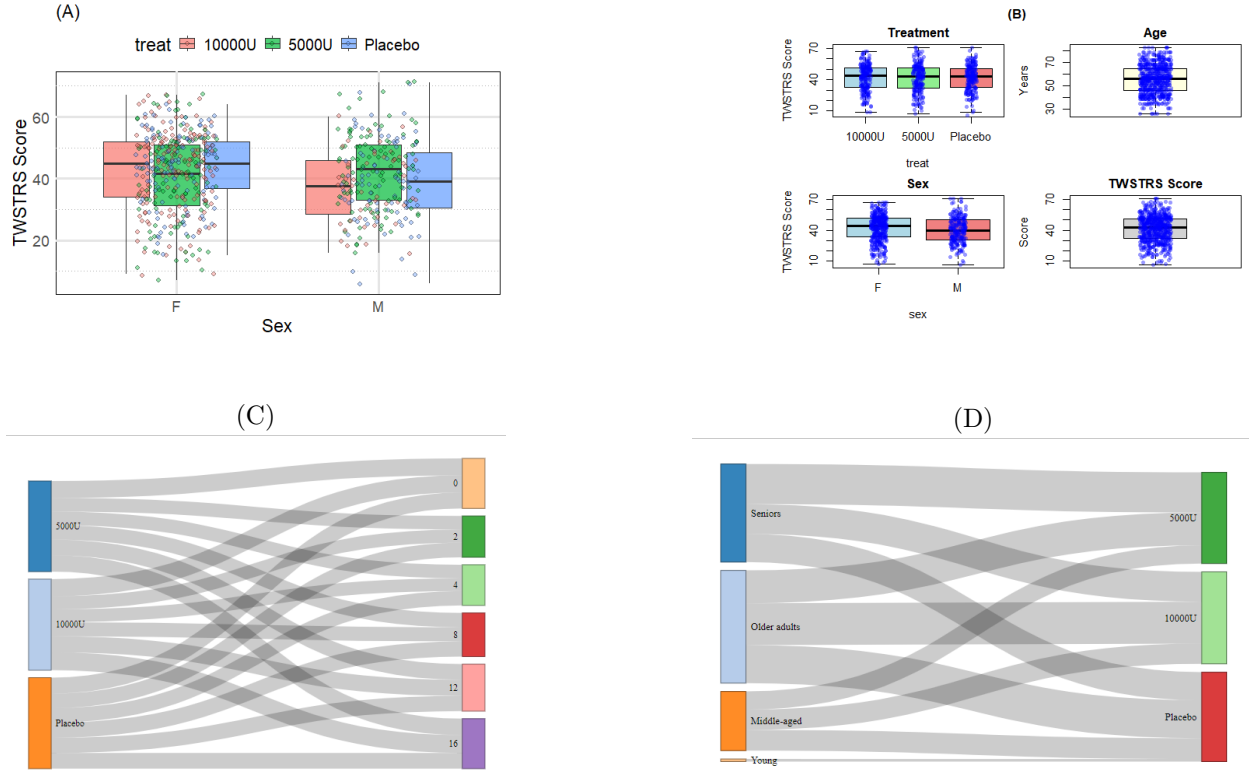 (A)
treat 10000U 5000U Placebo
TWSTRS Score
60
40
20
F M
Sex
(B)
Treatment
TWSTRS Score
70
40
10
10000U 5000U Placebo
treat
Age
Years
70
50
30
Sex
TWSTRS Score
70
40
10
F M
sex
TWSTRS Score
Score
70
40
10
(C)
5000U
10000U
Placebo
0
2
4
8
12
16
(D)
Seniors
Older adults
Middle-aged
Young
5000U
10000U
Placebo